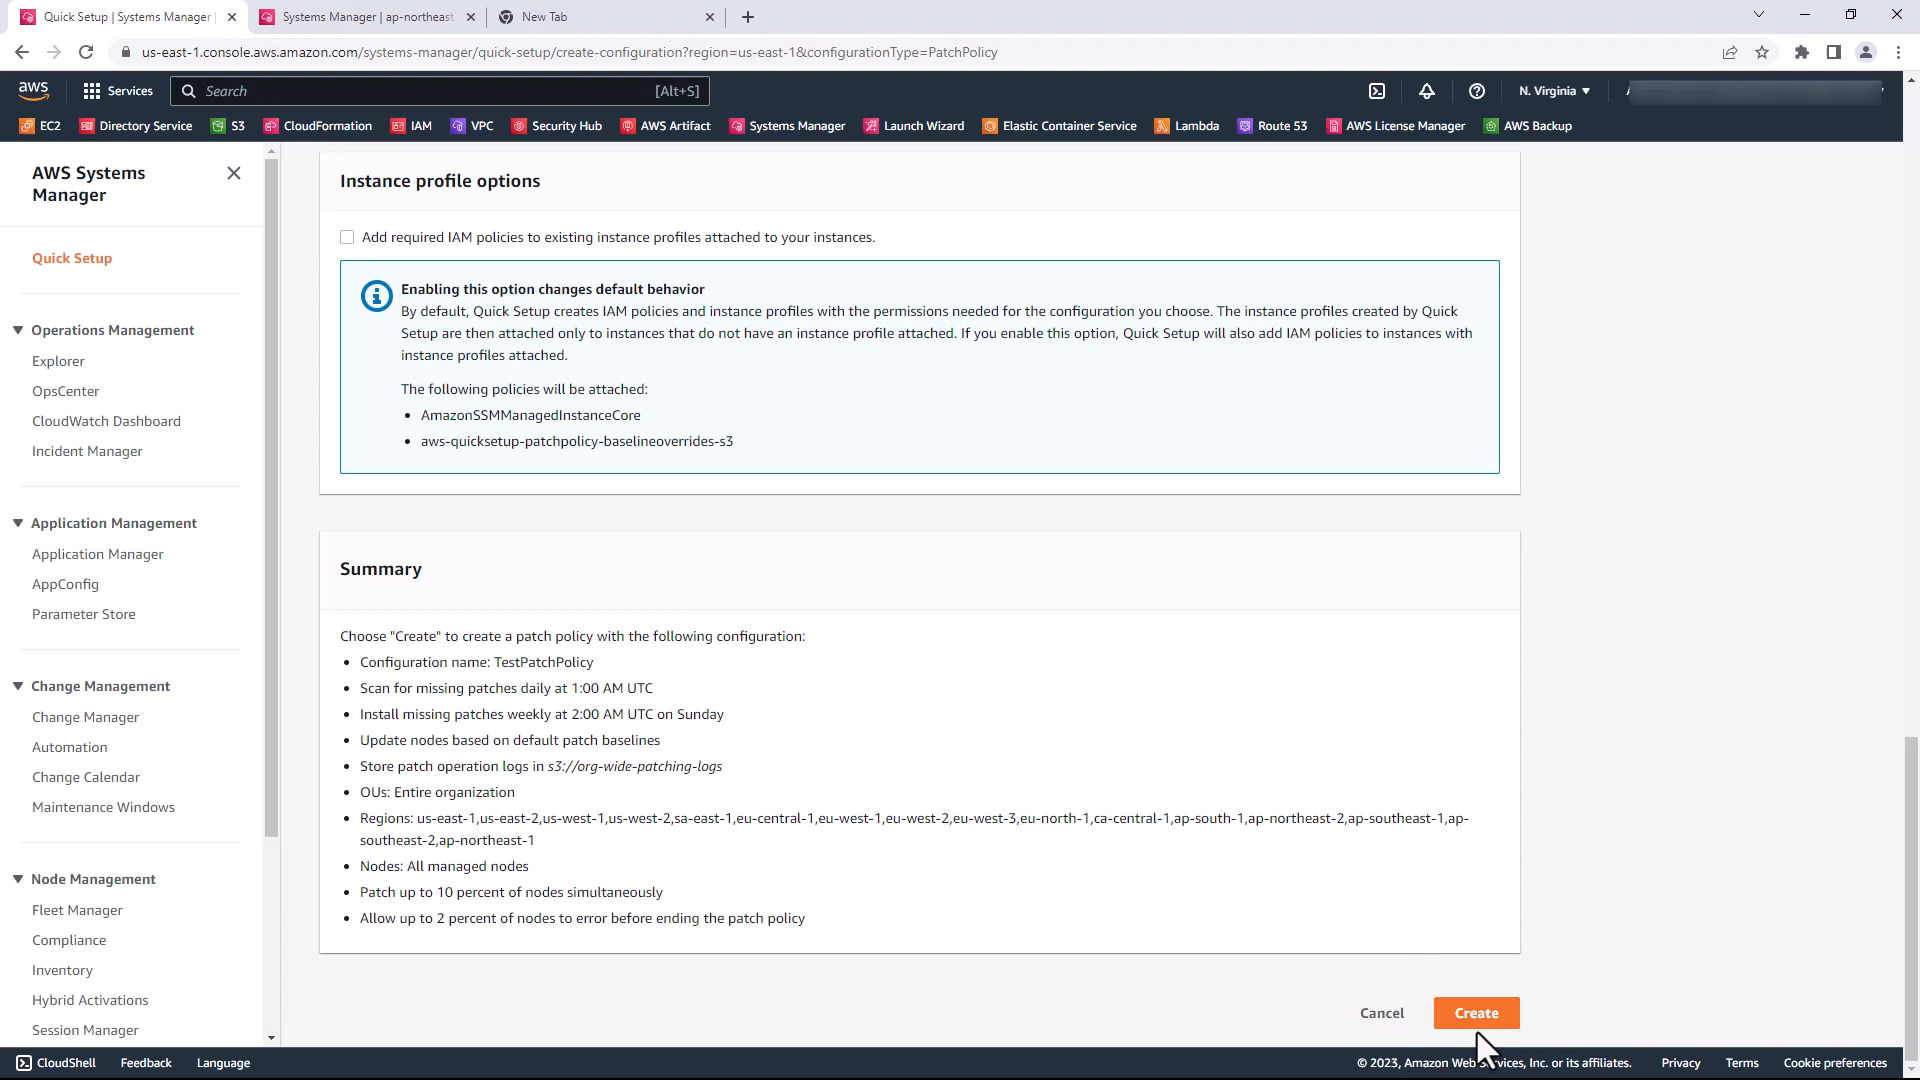 Quick Setup | Systems Manager
Systems Manager | ap-northeast-
New Tab
us-east-1.console.aws.amazon.com/systems-manager/quick-setup/create-configuration?region=us-east-1&configurationType=PatchPolicy
aws
Services
Search
[Alt+S]
N. Virginia
EC2
Directory Service
S3
CloudFormation
IAM
VPC
Security Hub
AWS Artifact
Systems Manager
Launch Wizard
Elastic Container Service
Lambda
Route 53
AWS License Manager
AWS Backup
AWS Systems
Manager
Quick Setup
Operations Management
Explorer
OpsCenter
CloudWatch Dashboard
Incident Manager
Application Management
Application Manager
AppConfig
Parameter Store
Change Management
Change Manager
Automation
Change Calendar
Maintenance Windows
Node Management
Fleet Manager
Compliance
Inventory
Hybrid Activations
Session Manager
Instance profile options
Add required IAM policies to existing instance profiles attached to your instances.
Enabling this option changes default behavior
By default, Quick Setup creates IAM policies and instance profiles with the permissions needed for the configuration you choose. The instance profiles created by Quick
Setup are then attached only to instances that do not have an instance profile attached. If you enable this option, Quick Setup will also add IAM policies to instances with
instance profiles attached.
The following policies will be attached:
• AmazonSSMManagedInstanceCore
• aws-quicksetup-patchpolicy-baselineoverrides-s3
Summary
Choose "Create" to create a patch policy with the following configuration:
• Configuration name: TestPatchPolicy
• Scan for missing patches daily at 1:00 AM UTC
• Install missing patches weekly at 2:00 AM UTC on Sunday
• Update nodes based on default patch baselines
• Store patch operation logs in s3://org-wide-patching-logs
• OUs: Entire organization
• Regions: us-east-1,us-east-2,us-west-1,us-west-2,sa-east-1,eu-central-1,eu-west-1,eu-west-2,eu-west-3,eu-north-1,ca-central-1,ap-south-1,ap-northeast-2,ap-southeast-1,ap-
southeast-2,ap-northeast-1
• Nodes: All managed nodes
• Patch up to 10 percent of nodes simultaneously
• Allow up to 2 percent of nodes to error before ending the patch policy
Cancel
Create
CloudShell
Feedback
Language
© 2023, Amazon Web Services, Inc. or its affiliates.
Privacy
Terms
Cookie preferences